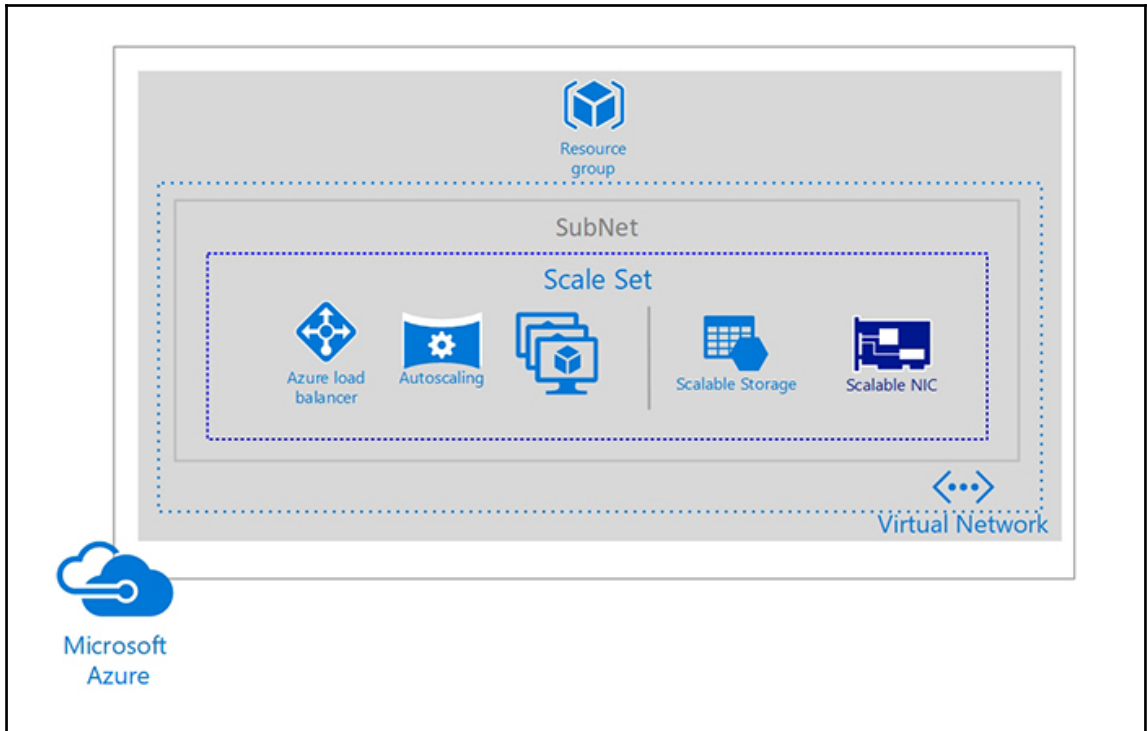 Resource
group
SubNet
Scale Set
Azure load
balancer
Autoscaling
Scalable Storage
Scalable NIC
Virtual Network
Microsoft
Azure